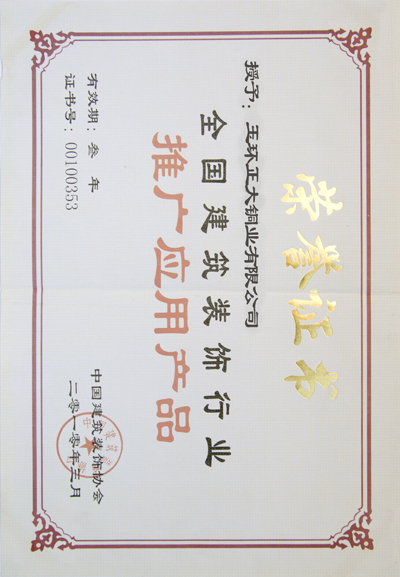 荣誉证书
授予：玉环正大铜业有限公司
全国建筑装饰行业
推广应用产品
有效期：叁 年
证书号：00100353
中国建筑装饰协会
二零一零年三月